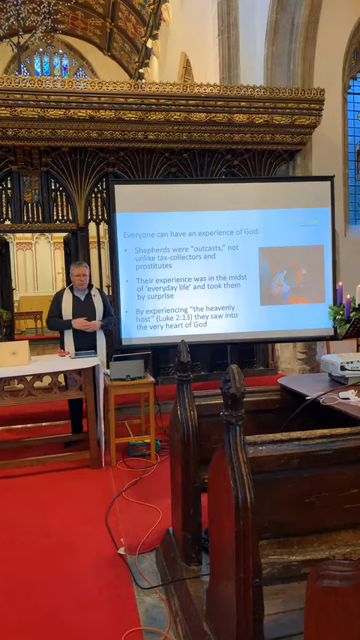 Everyone can have an experience of God:
• Shepherds were "outcasts," not
unlike tax-collectors and
prostitutes
• Their experience was in the midst
of 'everyday life' and took them
by surprise
• By experiencing "the heavenly
host" (Luke 2:13) they saw into
the very heart of God